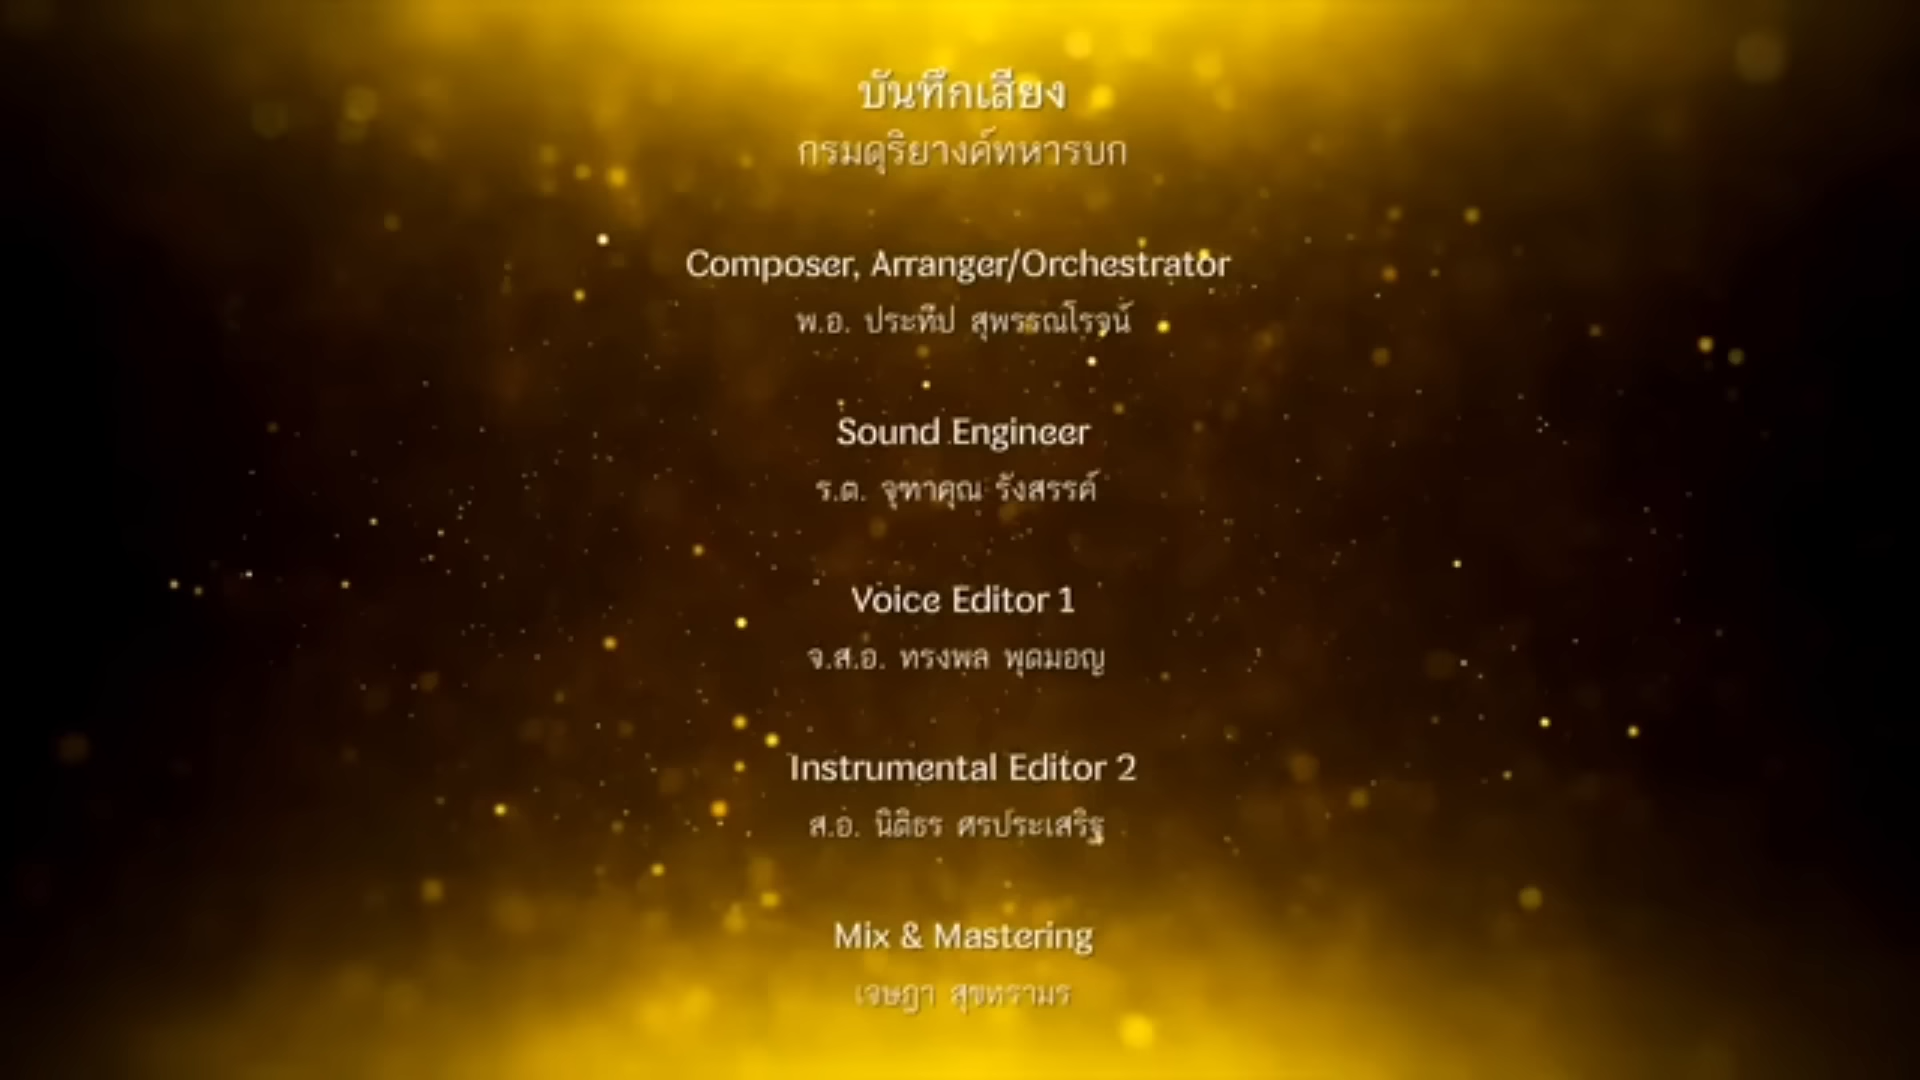 บันทึกเสียง
กรมดุริยางค์ทหารบก
Composer, Arranger/Orchestrator
พ.อ. ประทีป สุพรรณโรจน์
Sound Engineer
ร.ต. จุฑาคุณ รังสรรค์
Voice Editor 1
จ.ส.อ. ทรงพล พุดมอญ
Instrumental Editor 2
ส.อ. นิติธร ศรประเสริฐ
Mix & Mastering
เจษฎา สุขทรามร